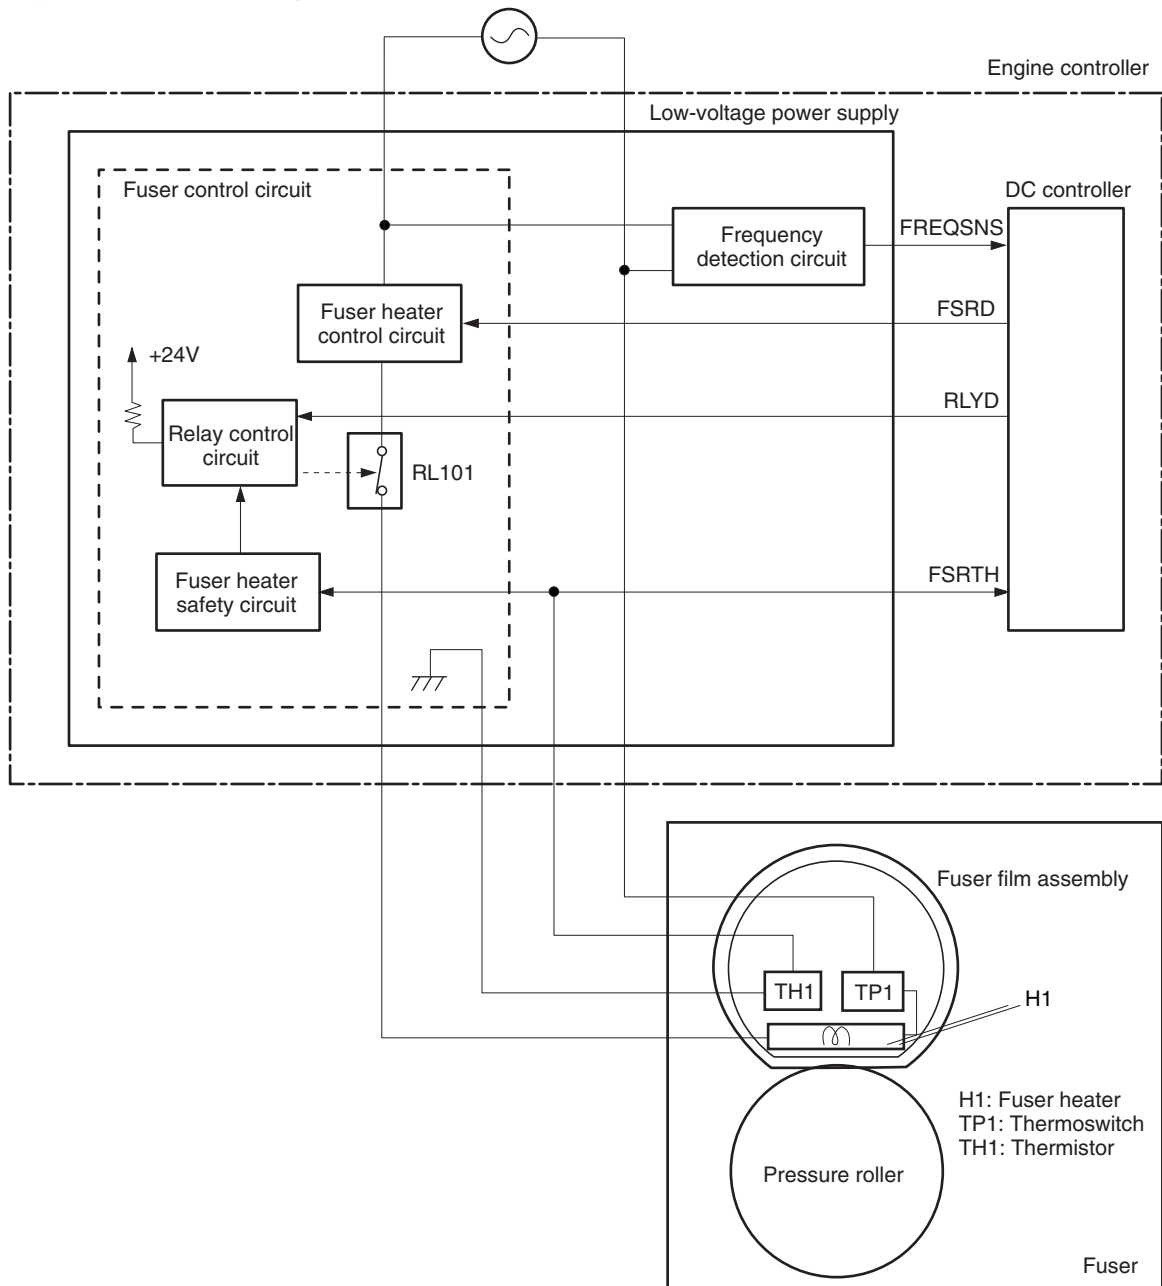 Engine controller
Low-voltage power supply
Fuser control circuit
DC controller
Frequency
detection circuit
FREQSNS
Fuser heater
control circuit
FSRD
+24V
RLYD
Relay control
circuit
RL101
Fuser heater
safety circuit
FSRTH
Fuser film assembly
TH1
TP1
H1
H1: Fuser heater
TP1: Thermoswitch
TH1: Thermistor
Pressure roller
Fuser